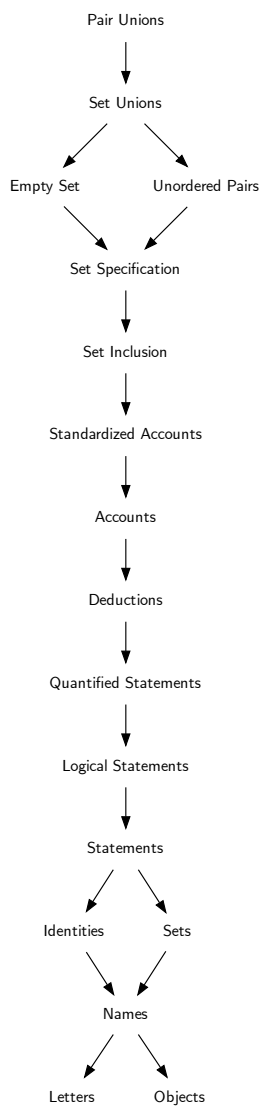 Pair Unions
Set Unions
Empty Set
Unordered Pairs
Set Specification
Set Inclusion
Standardized Accounts
Accounts
Deductions
Quantified Statements
Logical Statements
Statements
Identities
Sets
Names
Letters
Objects